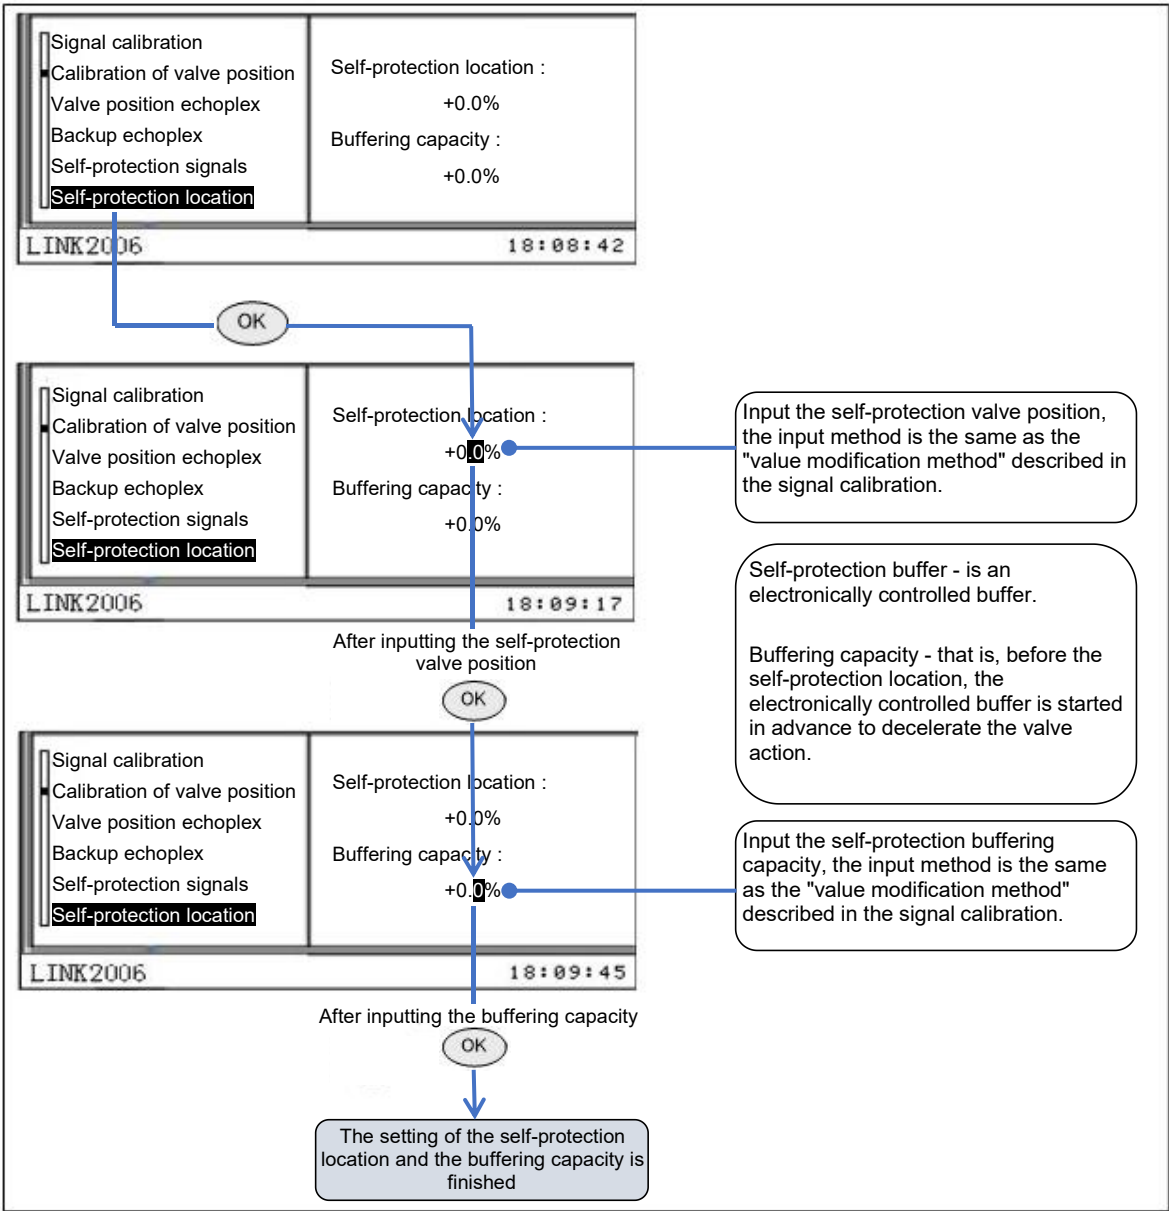 Signal calibration
Calibration of valve position
Valve position echoplex
Backup echoplex
Self-protection signals
Self-protection location
Self-protection location :
+0.0%
Buffering capacity :
+0.0%
LINK2006
18:08:42
OK
Signal calibration
Calibration of valve position
Valve position echoplex
Backup echoplex
Self-protection signals
Self-protection location
Self-protection location :
+0.0%
Buffering capacity :
+0.0%
LINK2006
18:09:17
Input the self-protection valve position,
the input method is the same as the
"value modification method" described in
the signal calibration.
Self-protection buffer - is an
electronically controlled buffer.
Buffering capacity - that is, before the
self-protection location, the
electronically controlled buffer is started
in advance to decelerate the valve
action.
After inputting the self-protection
valve position
OK
Signal calibration
Calibration of valve position
Valve position echoplex
Backup echoplex
Self-protection signals
Self-protection location
Self-protection location :
+0.0%
Buffering capacity :
+0.0%
LINK2006
18:09:45
Input the self-protection buffering
capacity, the input method is the same
as the "value modification method"
described in the signal calibration.
After inputting the buffering capacity
OK
The setting of the self-protection
location and the buffering capacity is
finished